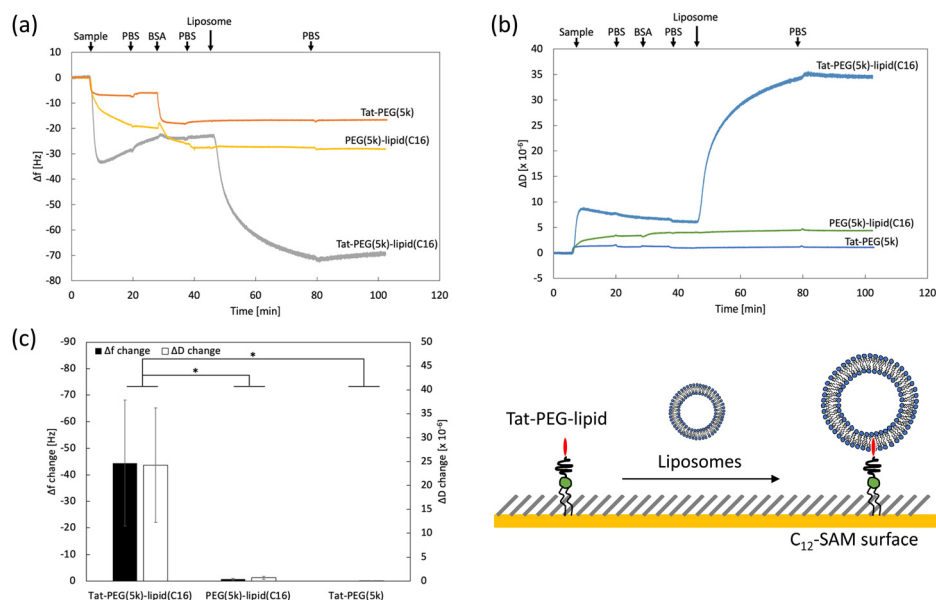 (a)
Sample
PBS
BSA
PBS
Liposome
PBS
10
0
-10
-20
-30
-40
-50
-60
-70
-80
Δf [Hz]
Tat-PEG(5k)
PEG(5k)-lipid(C16)
Tat-PEG(5k)-lipid(C16)
0
20
40
60
80
100
120
Time [min]
(b)
Sample
PBS
BSA
PBS
Liposome
PBS
40
35
30
25
20
15
10
5
0
-5
ΔD [x 10-6]
Tat-PEG(5k)-lipid(C16)
PEG(5k)-lipid(C16)
Tat-PEG(5k)
0
20
40
60
80
100
120
Time [min]
(c)
-90
-80
-70
-60
-50
-40
-30
-20
-10
0
Δf change [Hz]
Δf change
ΔD change
*
*
50
45
40
35
30
25
20
15
10
5
0
ΔD change [x 10-6]
Tat-PEG(5k)-lipid(C16)
PEG(5k)-lipid(C16)
Tat-PEG(5k)
Tat-PEG-lipid
Liposomes
C12-SAM surface